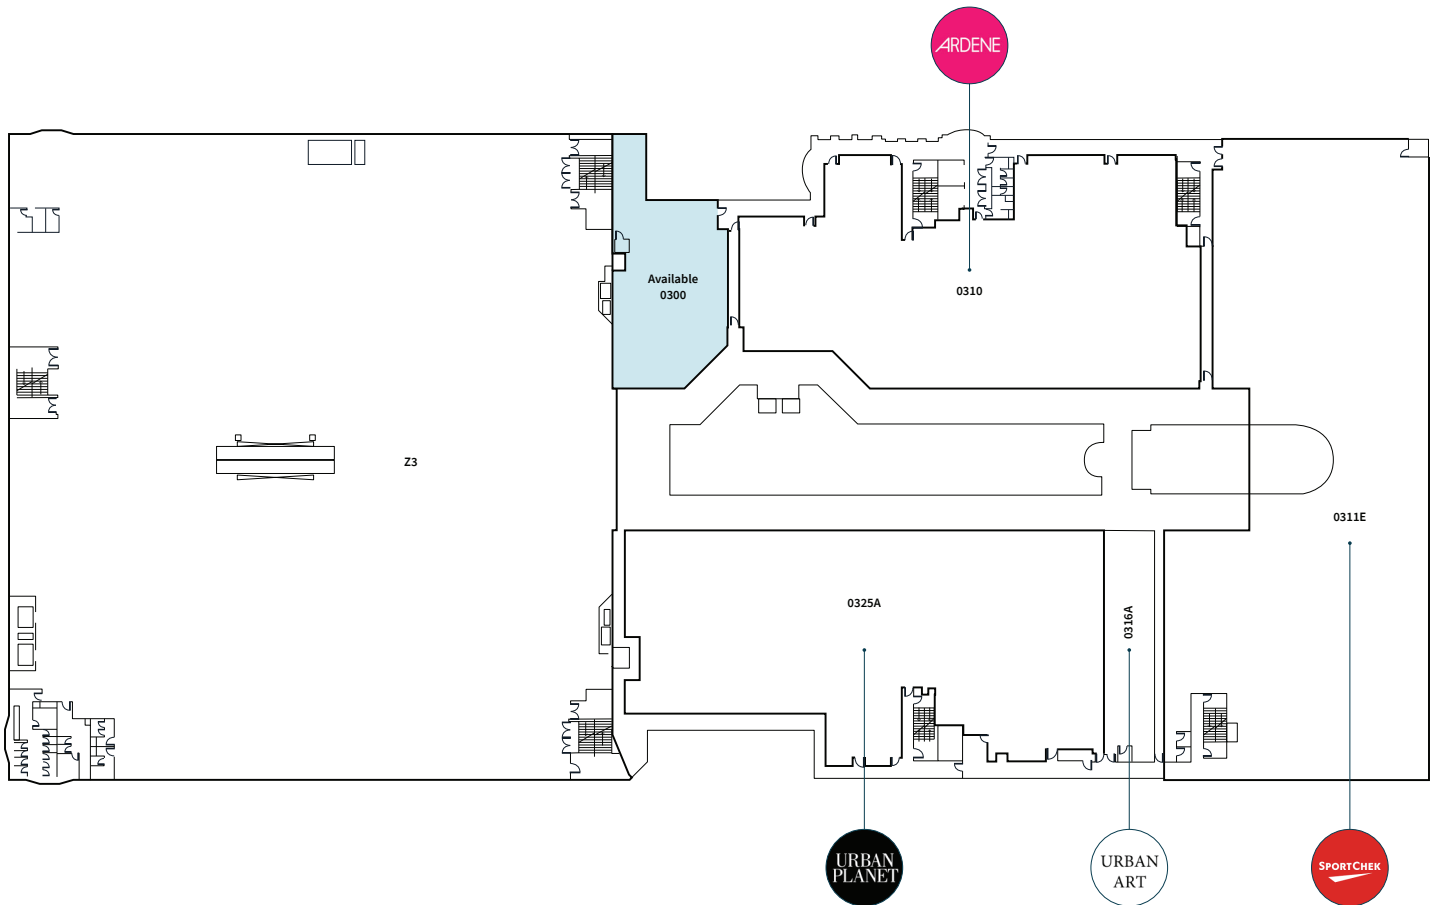 ARDENE
Available
0300
0310
Z3
0311E
0325A
0316A
URBAN
PLANET
URBAN
ART
SPORTCHEK